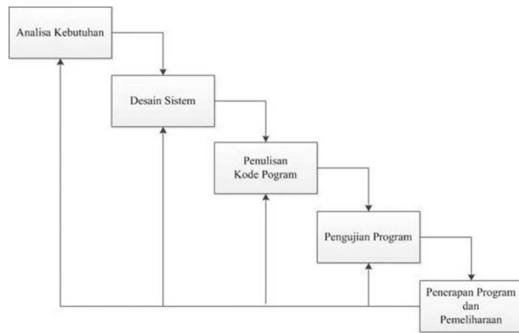 Analisa Kebutuhan
Desain Sistem
Penulisan
Kode Pogram
Pengujian Program
Penerapan Program
dan
Pemeliharaan